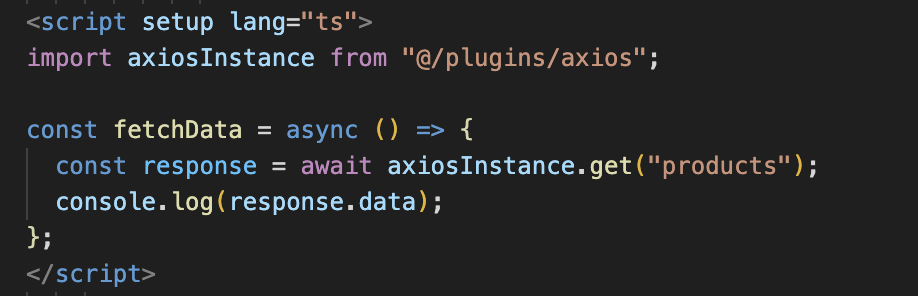 <script setup lang="ts">
import axiosInstance from "@/plugins/axios";

const fetchData = async () => {
  const response = await axiosInstance.get("products");
  console.log(response.data);
};
</script>